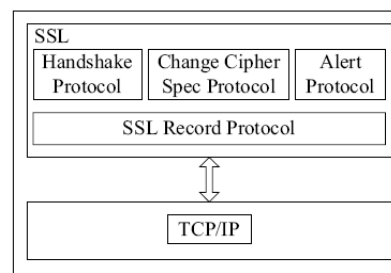 SSL
Handshake
Protocol
Change Cipher
Spec Protocol
Alert
Protocol
SSL Record Protocol
TCP/IP